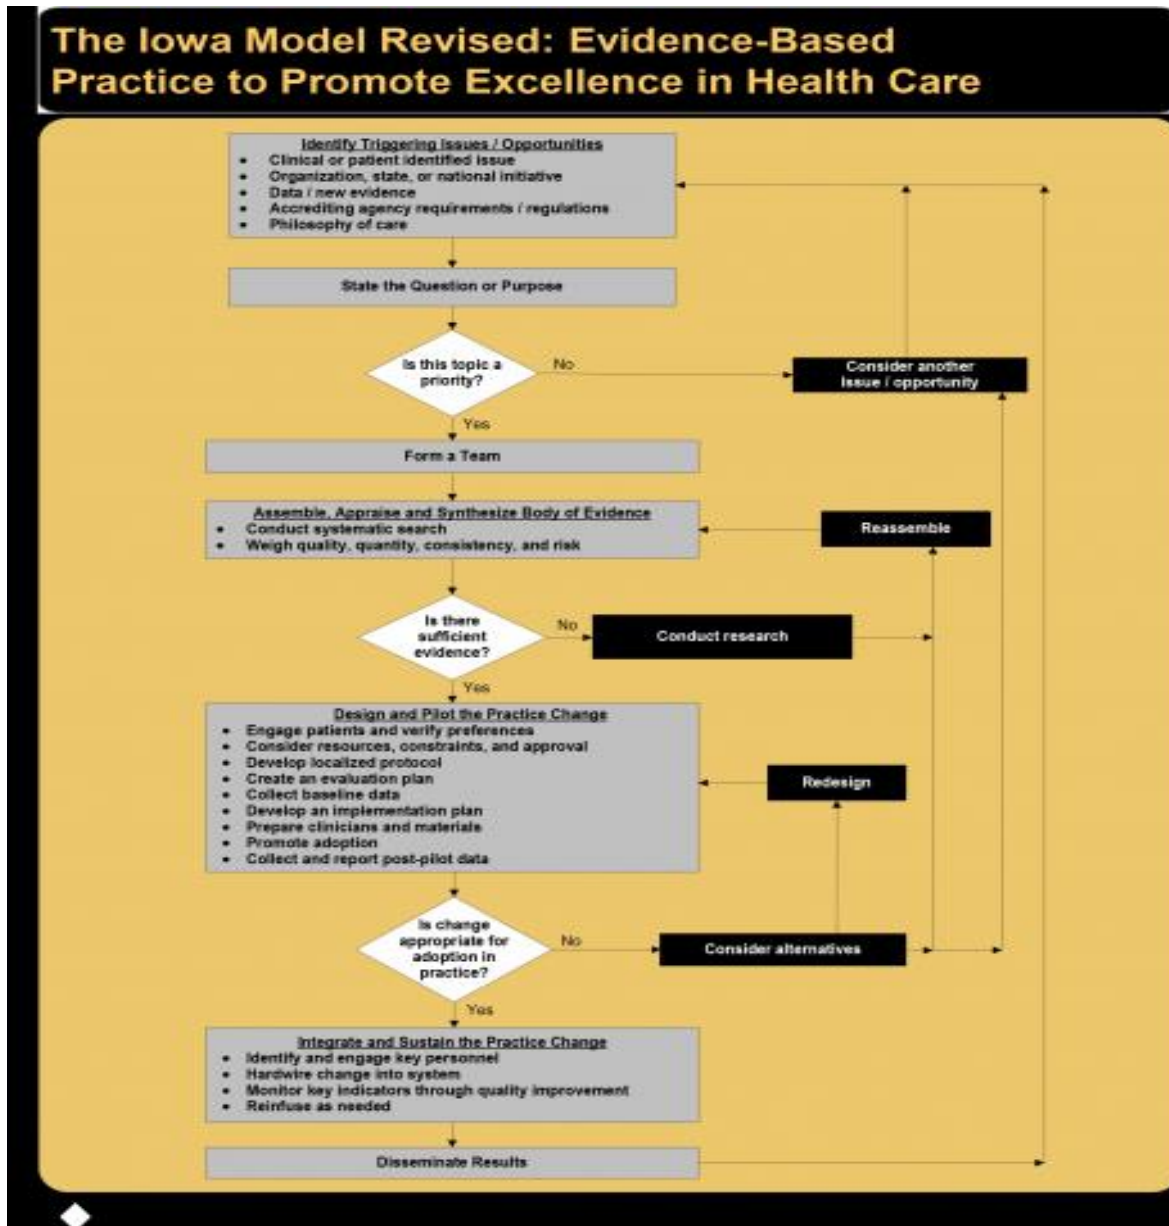 The Iowa Model Revised: Evidence-Based
Practice to Promote Excellence in Health Care
Identify Triggering Issues / Opportunities
• Clinical or patient identified issue
• Organization, state, or national initiative
• Data / new evidence
• Accrediting agency requirements / regulations
• Philosophy of care
State the Question or Purpose
Is this topic a
priority?
No
Consider another
Issue / opportunity
Yes
Form a Team
Assemble, Appraise and Synthesize Body of Evidence
• Conduct systematic search
• Weigh quality, quantity, consistency, and risk
Reassemble
Is there
sufficient
evidence?
No
Conduct research
Yes
Design and Pilot the Practice Change
• Engage patients and verify preferences
• Consider resources, constraints, and approval
• Develop localized protocol
• Create an evaluation plan
• Collect baseline data
• Develop an implementation plan
• Prepare clinicians and materials
• Promote adoption
• Collect and report post-pilot data
Redesign
Is change
appropriate for
adoption in
practice?
No
Consider alternatives
Yes
Integrate and Sustain the Practice Change
• Identify and engage key personnel
• Hardwire change into system
• Monitor key indicators through quality improvement
• Reinfuse as needed
Disseminate Results